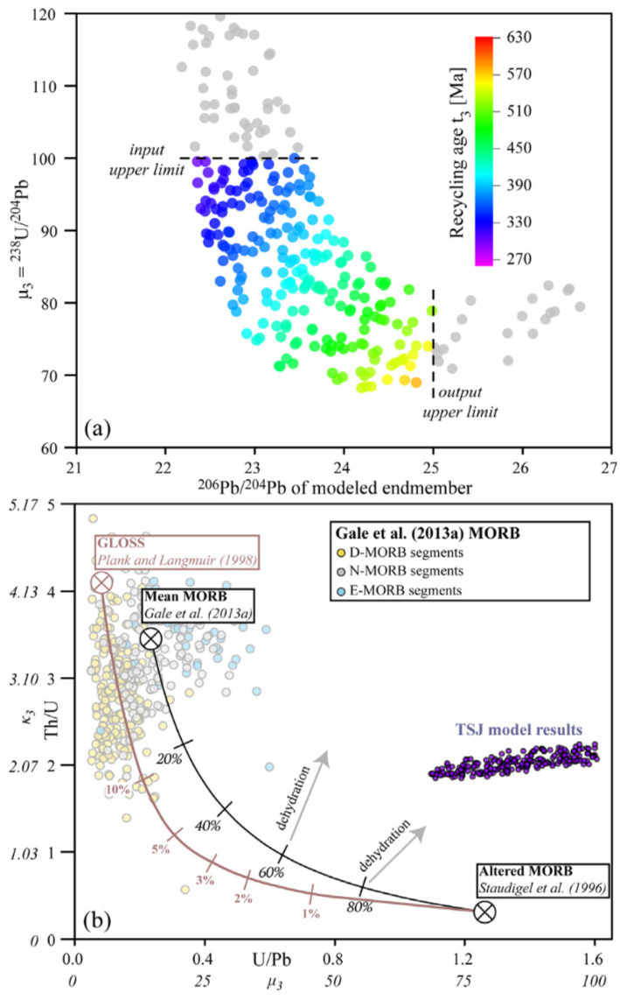 120
110
100
90
80
70
60
μ₃ = ²³⁸U/²⁰⁴Pb
input
upper limit
output
upper limit
Recycling age t₃ [Ma]
630
570
510
450
390
330
270
(a)
21 22 23 24 25 26 27
²⁰⁶Pb/²⁰⁴Pb of modeled endmember
5.17 5
4.13 4
3.10 3
2.07 2
1.03 1
0 0
κ₃ Th/U
GLOSS
Plank and Langmuir (1998)
Mean MORB
Gale et al. (2013a)
Gale et al. (2013a) MORB
D-MORB segments
N-MORB segments
E-MORB segments
TSJ model results
20%
40%
60%
80%
10%
5%
3%
2%
1%
dehydration
dehydration
Altered MORB
Staudigel et al. (1996)
(b)
0.0 0.4 0.8 1.2 1.6
U/Pb
0 25 50 75 100
μ₃